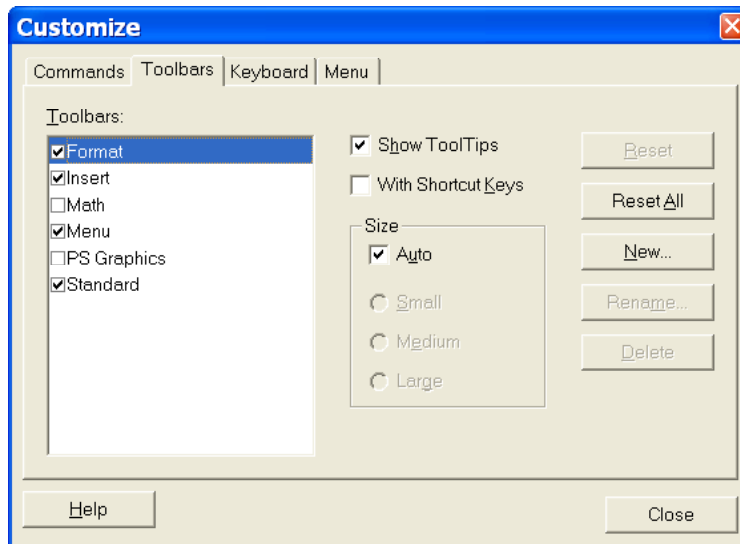 Customize
Commands Toolbars Keyboard Menu
Toolbars:
Format
Insert
Math
Menu
PS Graphics
Standard
Show ToolTips
With Shortcut Keys
Size
Auto
Small
Medium
Large
Reset
Reset All
New...
Rename...
Delete
Help
Close